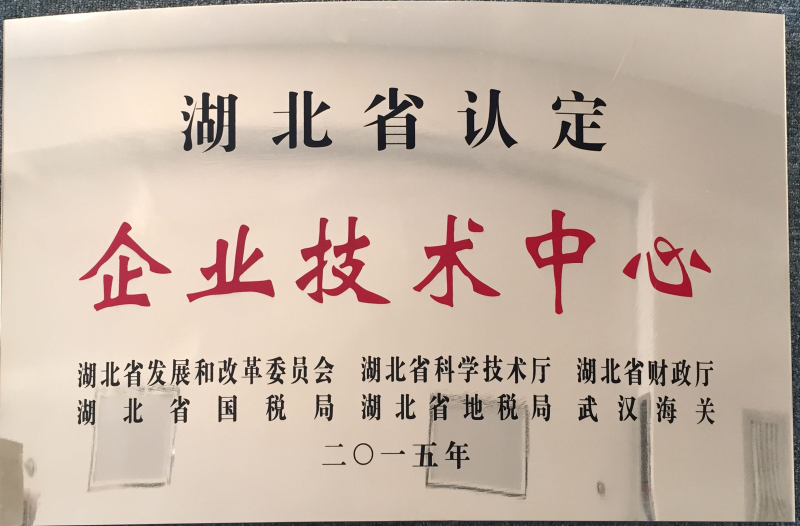 湖北省认定
企业技术中心
湖北省发展和改革委员会 湖北省科学技术厅 湖北省财政厅
湖北省国税局 湖北省地税局 武汉海关
二〇一五年